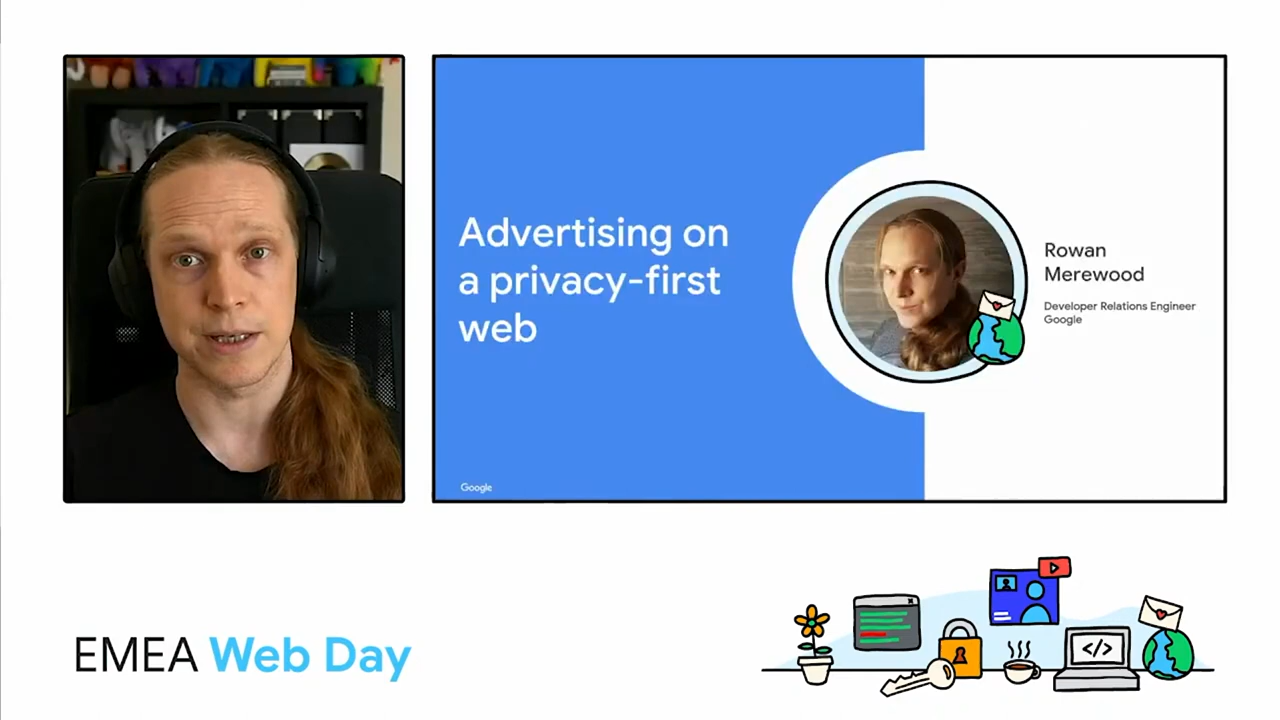 Advertising on
a privacy-first
web
Google
Rowan
Merewood
Developer Relations Engineer
Google
</>
EMEA Web Day